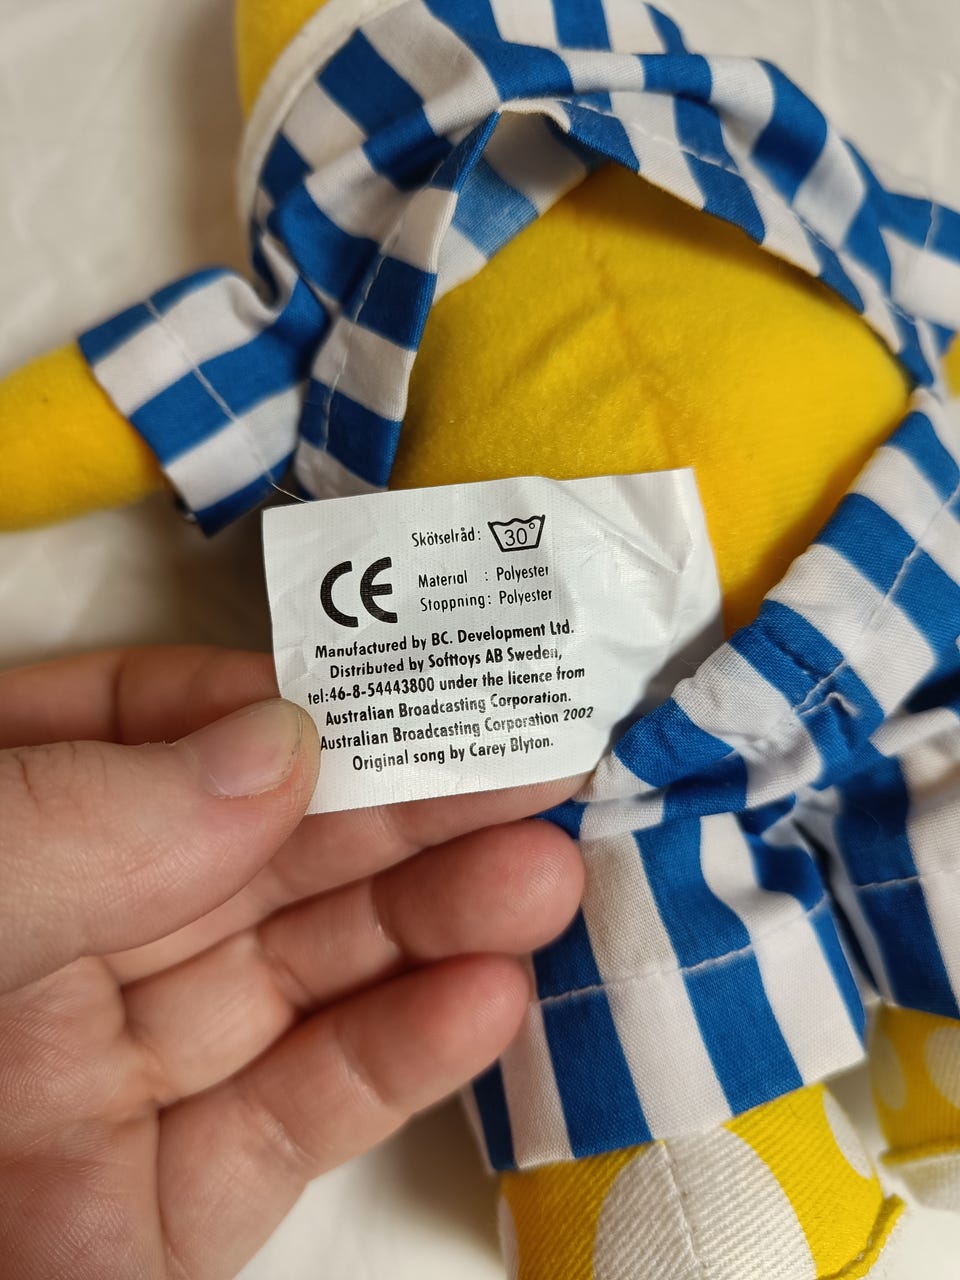 Skötselråd: 30°
CE
Material : Polyester
Stoppning: Polyester
Manufactured by BC. Development Ltd.
Distributed by Softtoys AB Sweden,
tel:46-8-54443800 under the licence from
Australian Broadcasting Corporation.
Australian Broadcasting Corporation 2002
Original song by Carey Blyton.